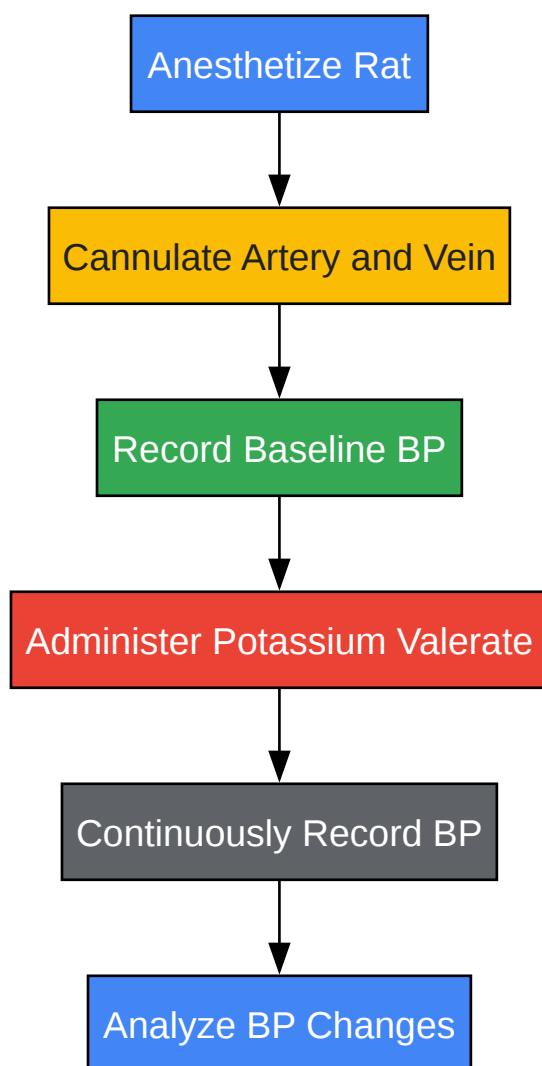 Anesthetize Rat
Cannulate Artery and Vein
Record Baseline BP
Administer Potassium Valerate
Continuously Record BP
Analyze BP Changes